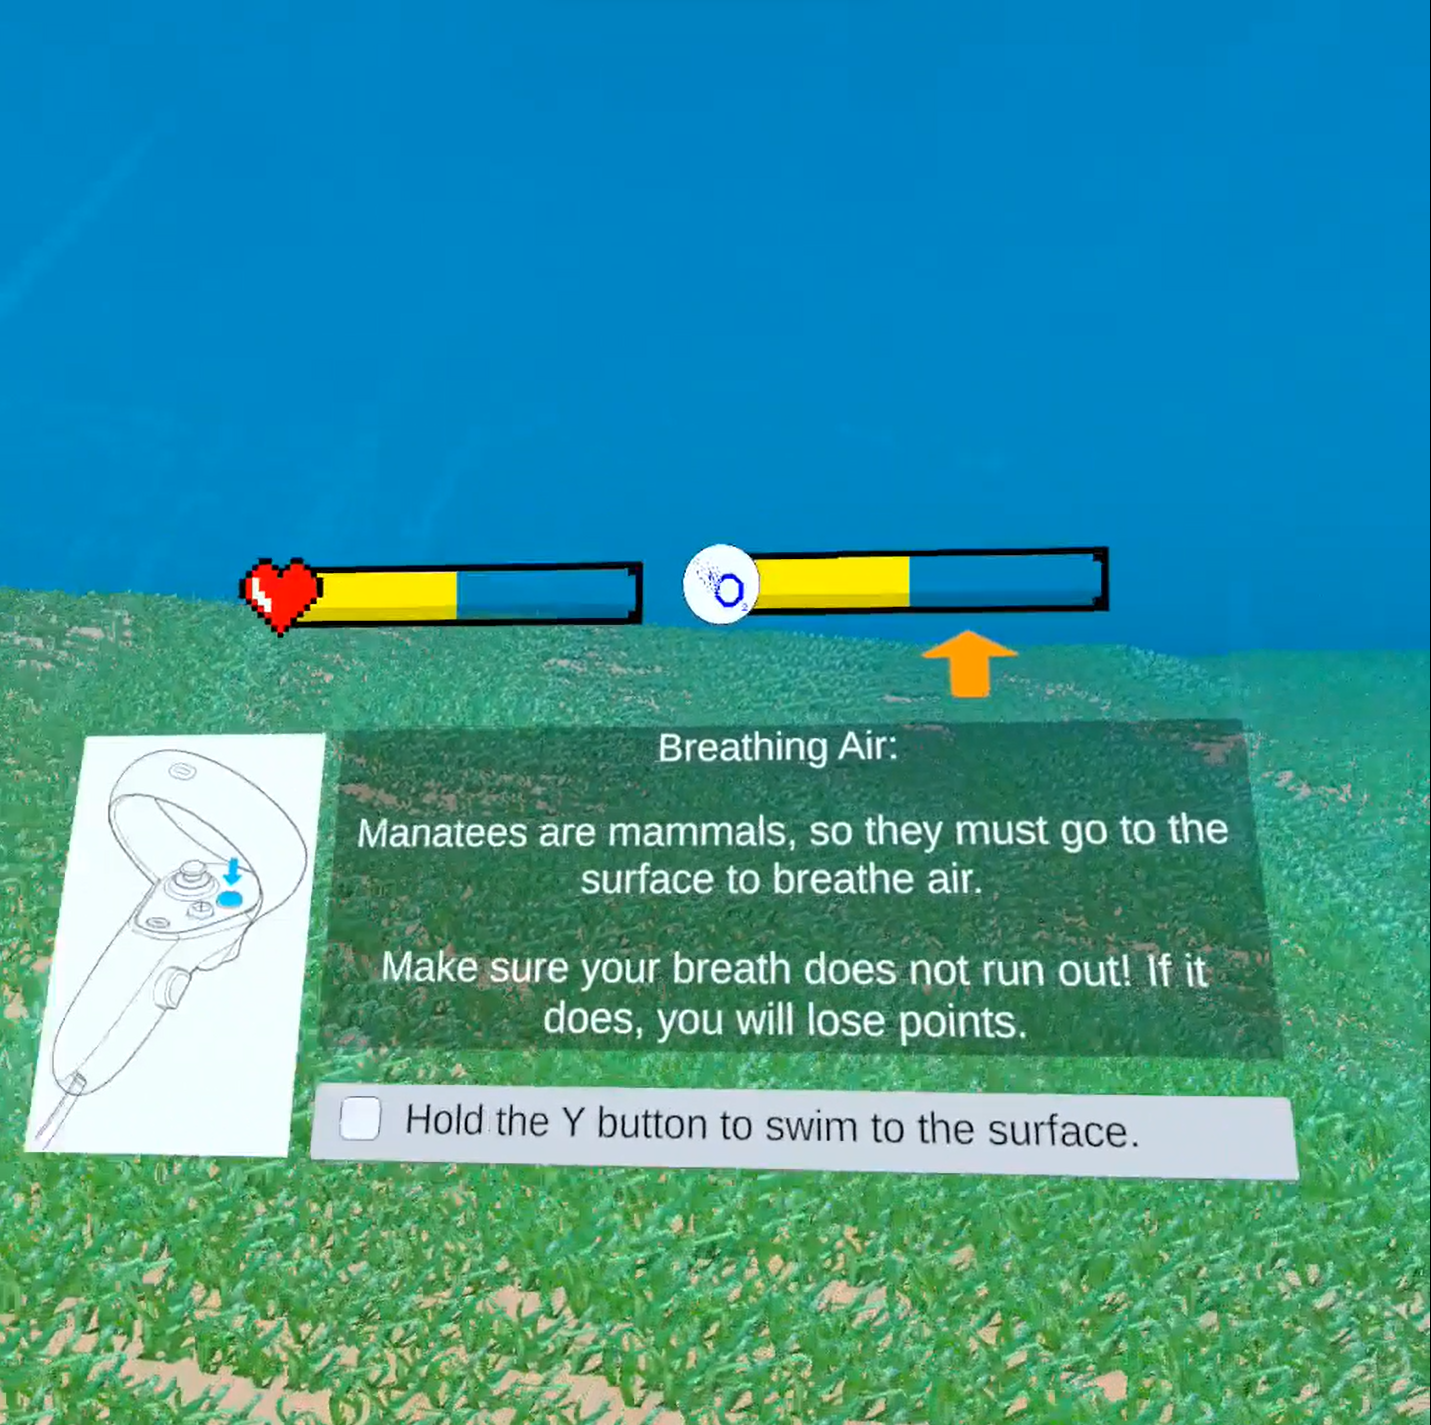 O2
Breathing Air:
Manatees are mammals, so they must go to the
surface to breathe air.
Make sure your breath does not run out! If it
does, you will lose points.
Hold the Y button to swim to the surface.